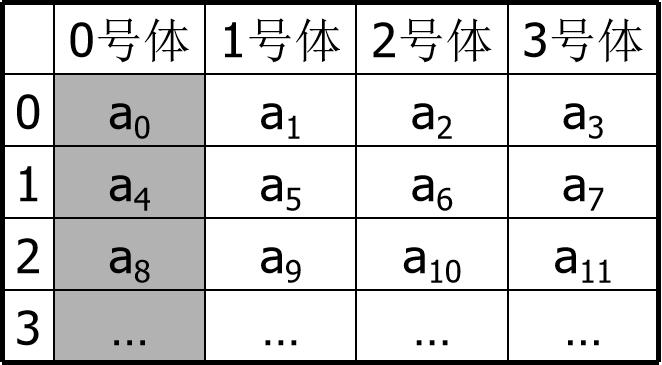 0号体 1号体 2号体 3号体
0 a0 a1 a2 a3
1 a4 a5 a6 a7
2 a8 a9 a10 a11
3 ... ... ... ...